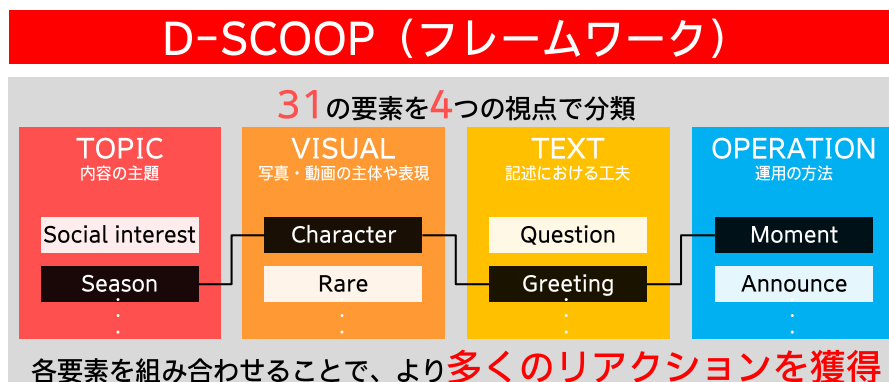 D-SCOOP（フレームワーク）
31の要素を4つの視点で分類
TOPIC
内容の主題
Social interest
Season
VISUAL
写真・動画の主体や表現
Character
Rare
TEXT
記述における工夫
Question
Greeting
OPERATION
運用の方法
Moment
Announce
各要素を組み合わせることで、より多くのリアクションを獲得